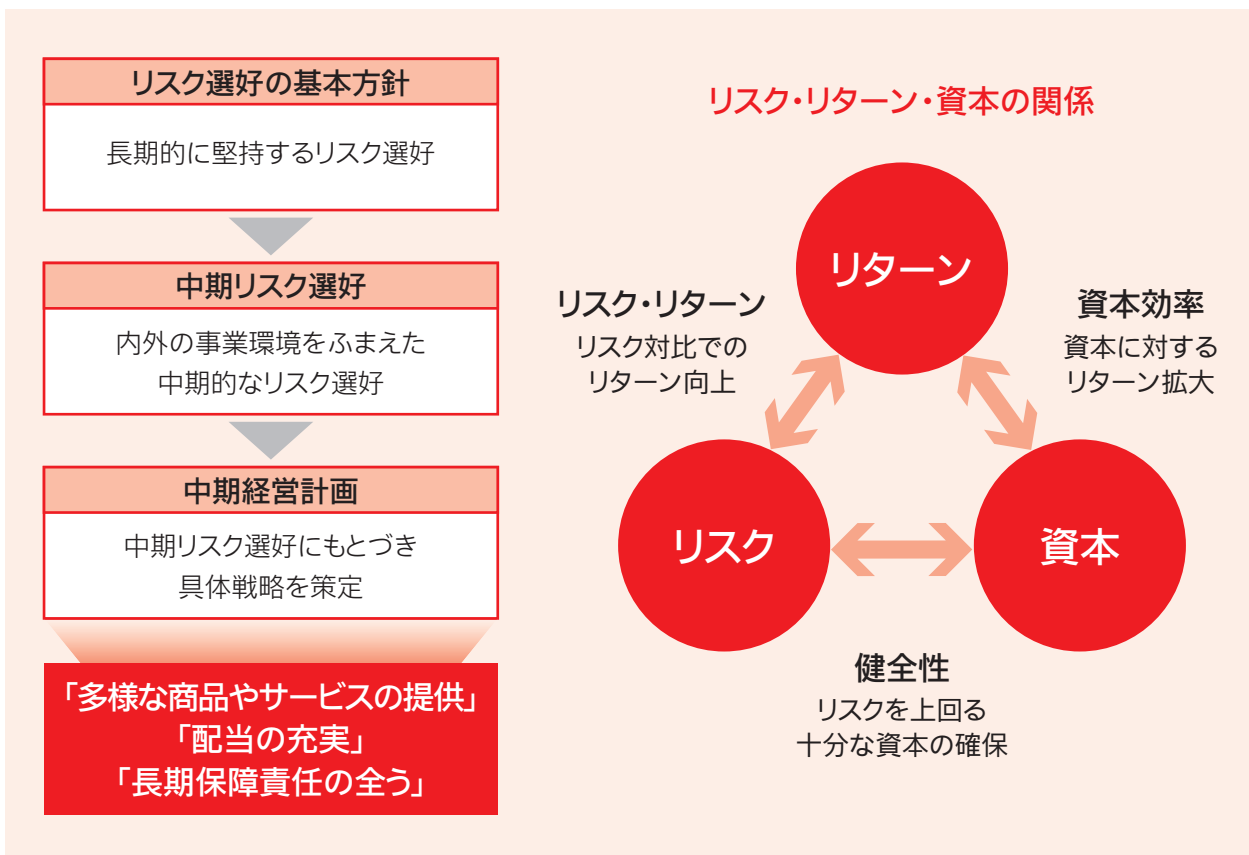 リスク選好の基本方針
長期的に堅持するリスク選好
中期リスク選好
内外の事業環境をふまえた
中期的なリスク選好
中期経営計画
中期リスク選好にもとづき
具体戦略を策定
「多様な商品やサービスの提供」
「配当の充実」
「長期保障責任の全う」
リスク・リターン・資本の関係
リターン
リスク・リターン
リスク対比での
リターン向上
資本効率
資本に対する
リターン拡大
リスク
資本
健全性
リスクを上回る
十分な資本の確保